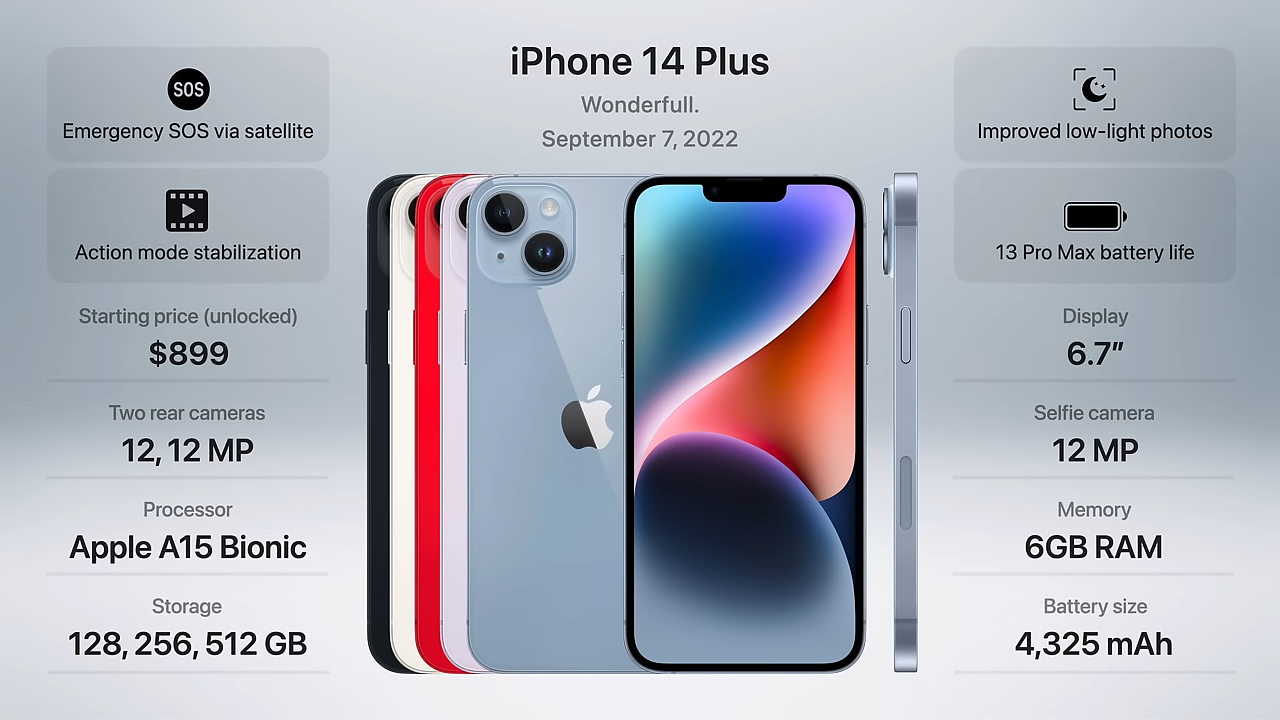 iPhone 14 Plus
Wonderfull.
September 7, 2022
SOS
Emergency SOS via satellite
Action mode stabilization
Starting price (unlocked)
$899
Two rear cameras
12, 12 MP
Processor
Apple A15 Bionic
Storage
128, 256, 512 GB
Improved low-light photos
13 Pro Max battery life
Display
6.7″
Selfie camera
12 MP
Memory
6GB RAM
Battery size
4,325 mAh